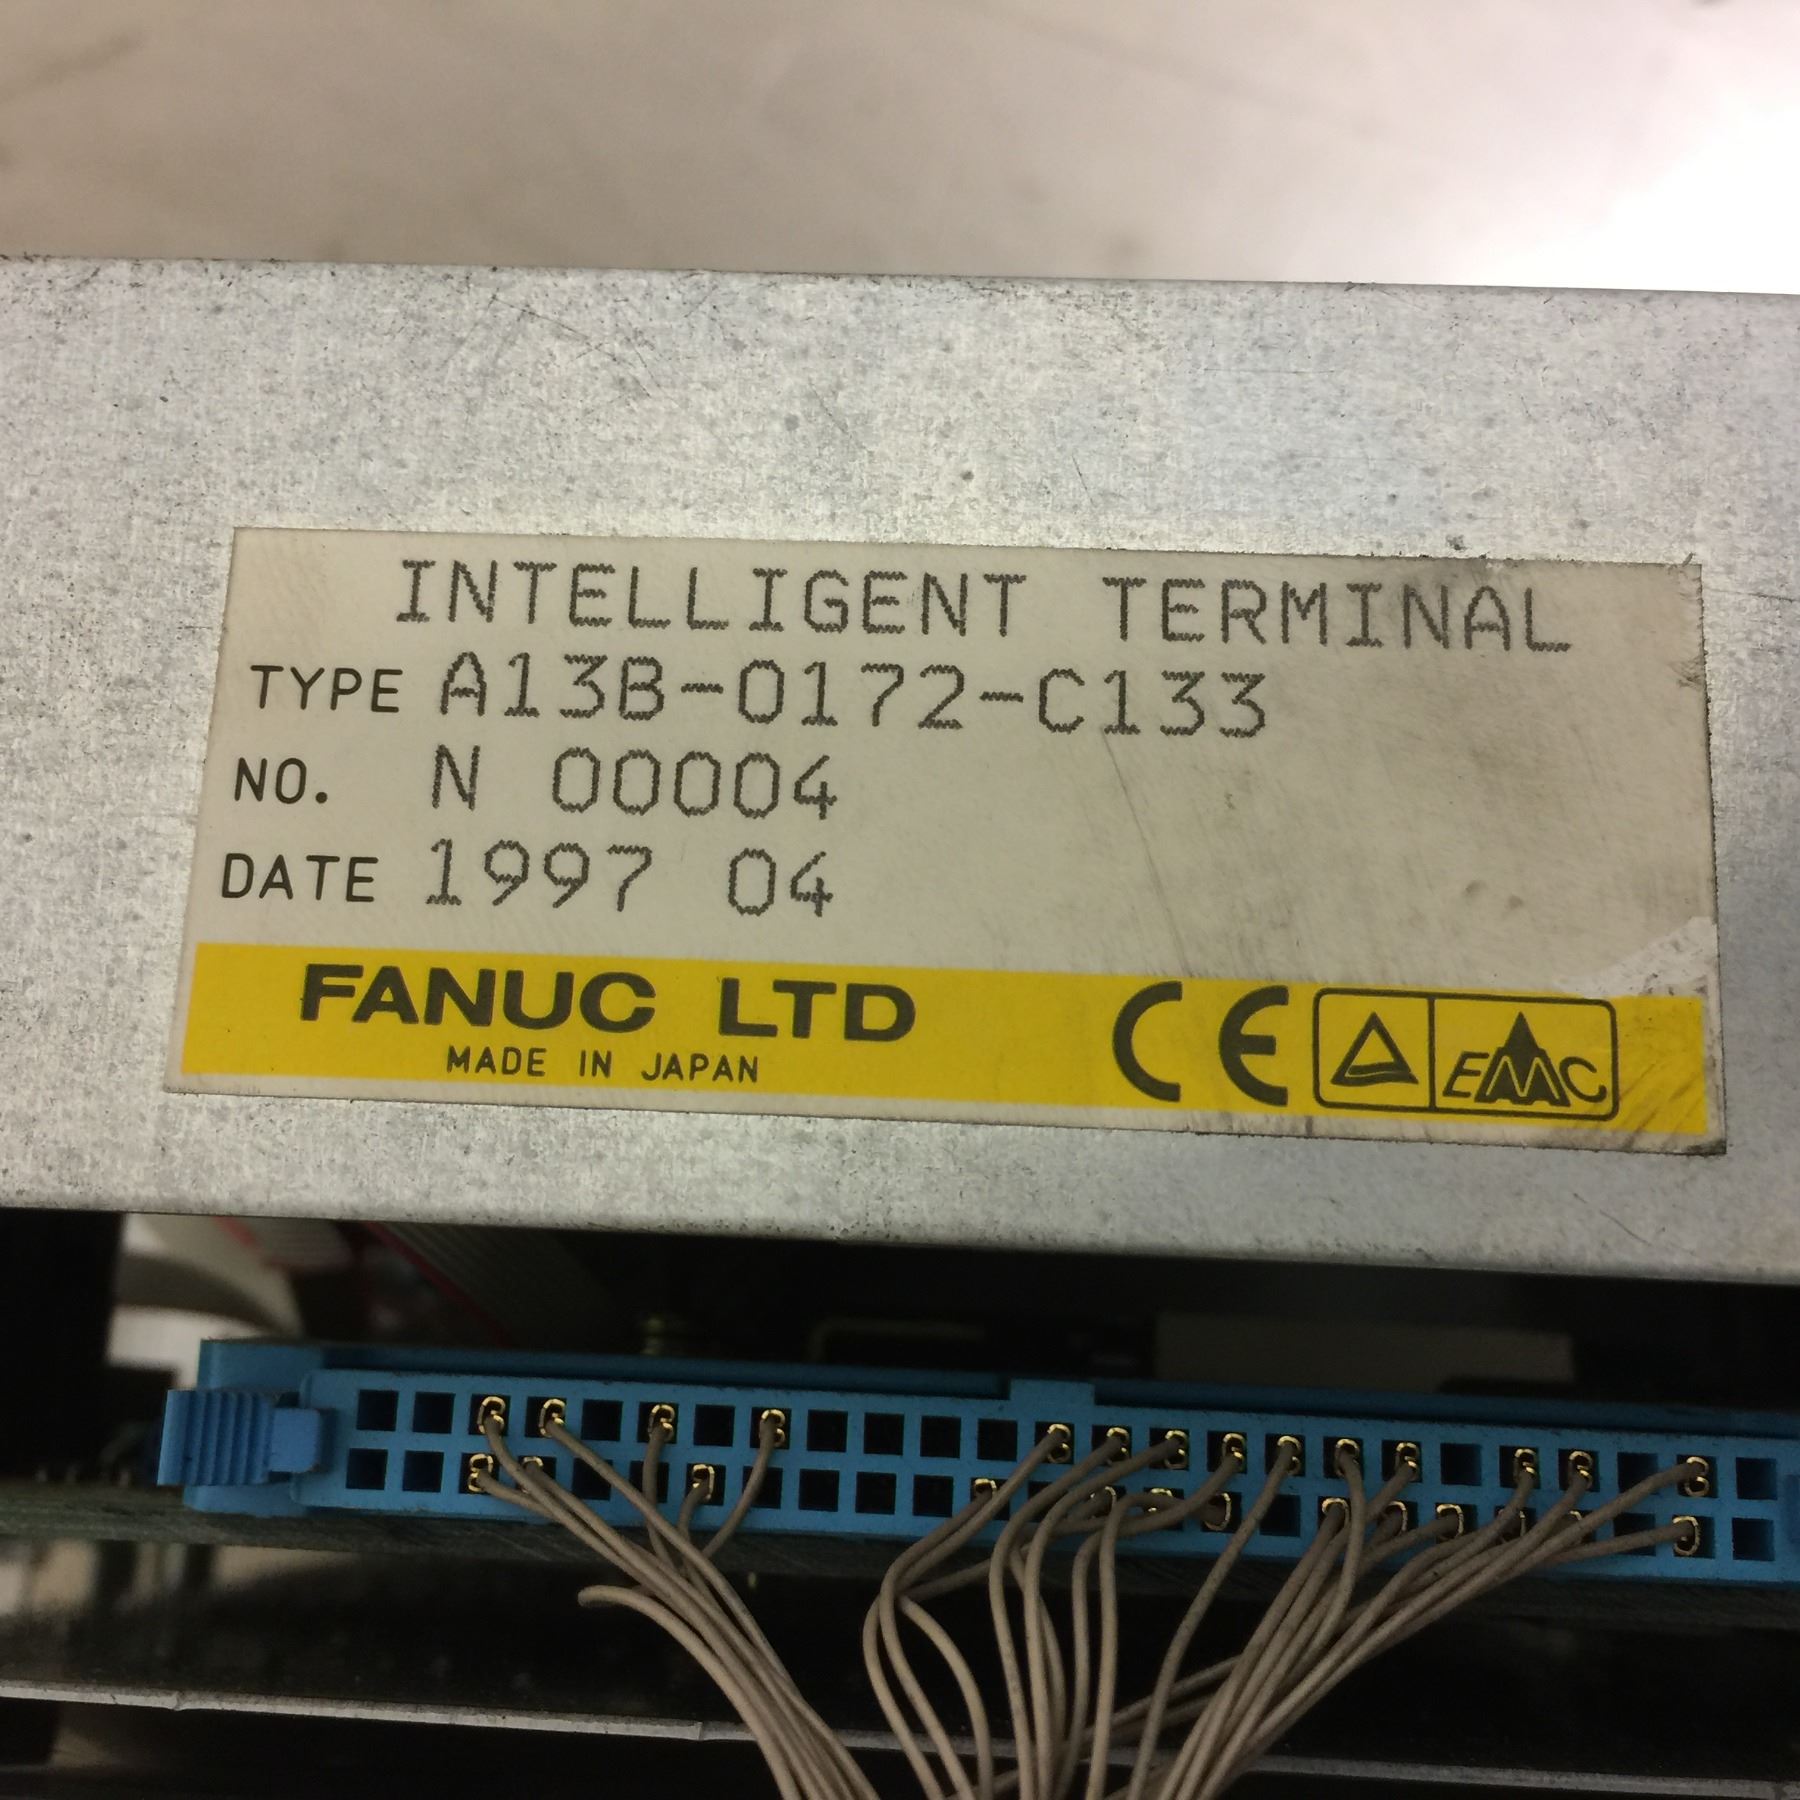 INTELLIGENT TERMINAL
TYPE A13B-0172-C133
NO. N 00004
DATE 1997 04
FANUC LTD
MADE IN JAPAN
CE EMC